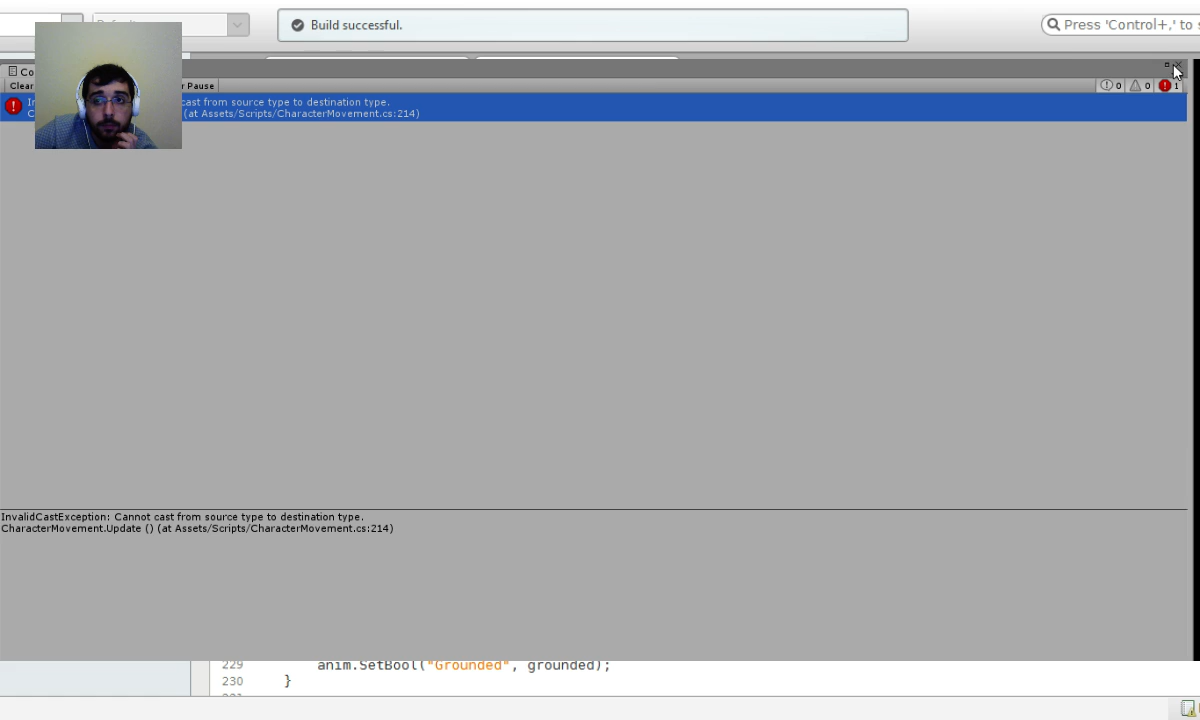 Build successful.
Press 'Control+,' to
Co
Clear
r Pause
0
0
1
In
cast from source type to destination type.
C
(at Assets/Scripts/CharacterMovement.cs:214)
InvalidCastException: Cannot cast from source type to destination type.
CharacterMovement.Update () (at Assets/Scripts/CharacterMovement.cs:214)
229 anim.SetBool("Grounded", grounded);
230 }